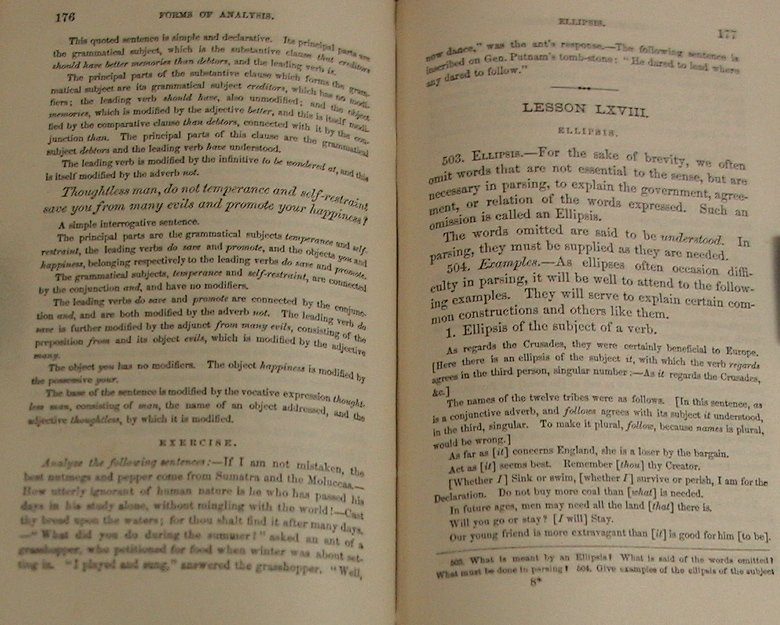 176
FORMS OF ANALYSIS.
This quoted sentence is simple and declarative. Its principal parts are
the grammatical subject, which is the substantive clause that creditors
should have better memories than debtors, and the leading verb is.
The principal parts of the substantive clause which forms the gram-
matical subject are its grammatical subject creditors, which has no modi-
fiers; the leading verb should have, also unmodified; and the object
memories, which is modified by the adjective better, and this is itself modi-
fied by the comparative clause than debtors, connected with it by the con-
junction than. The principal parts of this clause are the grammatical
subject debtors and the leading verb have understood.
The leading verb is modified by the infinitive to be wondered at, and this
is itself modified by the adverb not.
Thoughtless man, do not temperance and self-restraint
save you from many evils and promote your happiness?
A simple interrogative sentence.
The principal parts are the grammatical subjects temperance and self-
restraint, the leading verbs do save and promote, and the objects you and
happiness, belonging respectively to the leading verbs do save and promote.
The grammatical subjects, temperance and self-restraint, are connected
by the conjunction and, and have no modifiers.
The leading verbs do save and promote are connected by the conjunc-
tion and, and are both modified by the adverb not. The leading verb do
save is further modified by the adjunct from many evils, consisting of the
preposition from and its object evils, which is modified by the adjective
many.
The object you has no modifiers. The object happiness is modified by
the possessive your.
The base of the sentence is modified by the vocative expression thought-
less man, consisting of man, the name of an object addressed, and the
adjective thoughtless, by which it is modified.
EXERCISE.
Analyze the following sentences:—If I am not mistaken, the
best nutmegs and pepper come from Sumatra and the Moluccas.—
How utterly ignorant of human nature is he who has passed his
days in his study alone, without mingling with the world!—Cast
thy bread upon the waters; for thou shalt find it after many days.
—"What did you do during the summer?" asked an ant of a
grasshopper, who petitioned for food when winter was about set-
ting in. "I played and sung," answered the grasshopper. "Well,
ELLIPSIS.
177
now dance," was the ant's response.—The following sentence is
inscribed on Gen. Putnam's tomb-stone: "He dared to lead where
any dared to follow."
LESSON LXVIII.
ELLIPSIS.
503. ELLIPSIS.—For the sake of brevity, we often
omit words that are not essential to the sense, but are
necessary in parsing, to explain the government, agree-
ment, or relation of the words expressed. Such an
omission is called an Ellipsis.
The words omitted are said to be understood. In
parsing, they must be supplied as they are needed.
504. Examples.—As ellipses often occasion diffi-
culty in parsing, it will be well to attend to the follow-
ing examples. They will serve to explain certain com-
mon constructions and others like them.
1. Ellipsis of the subject of a verb.
As regards the Crusades, they were certainly beneficial to Europe.
[Here there is an ellipsis of the subject it, with which the verb regards
agrees in the third person, singular number:—As it regards the Crusades,
&c.]
The names of the twelve tribes were as follows. [In this sentence, as
is a conjunctive adverb, and follows agrees with its subject it understood,
in the third, singular. To make it plural, follow, because names is plural,
would be wrong.]
As far as [it] concerns England, she is a loser by the bargain.
Act as [it] seems best. Remember [thou] thy Creator.
[Whether I] Sink or swim, [whether I] survive or perish, I am for the
Declaration. Do not buy more coal than [what] is needed.
In future ages, men may need all the land [that] there is.
Will you go or stay? [I will] Stay.
Our young friend is more extravagant than [it] is good for him [to be].
503. What is meant by an Ellipsis? What is said of the words omitted?
What must be done in parsing? 504. Give examples of the ellipsis of the subject
8*